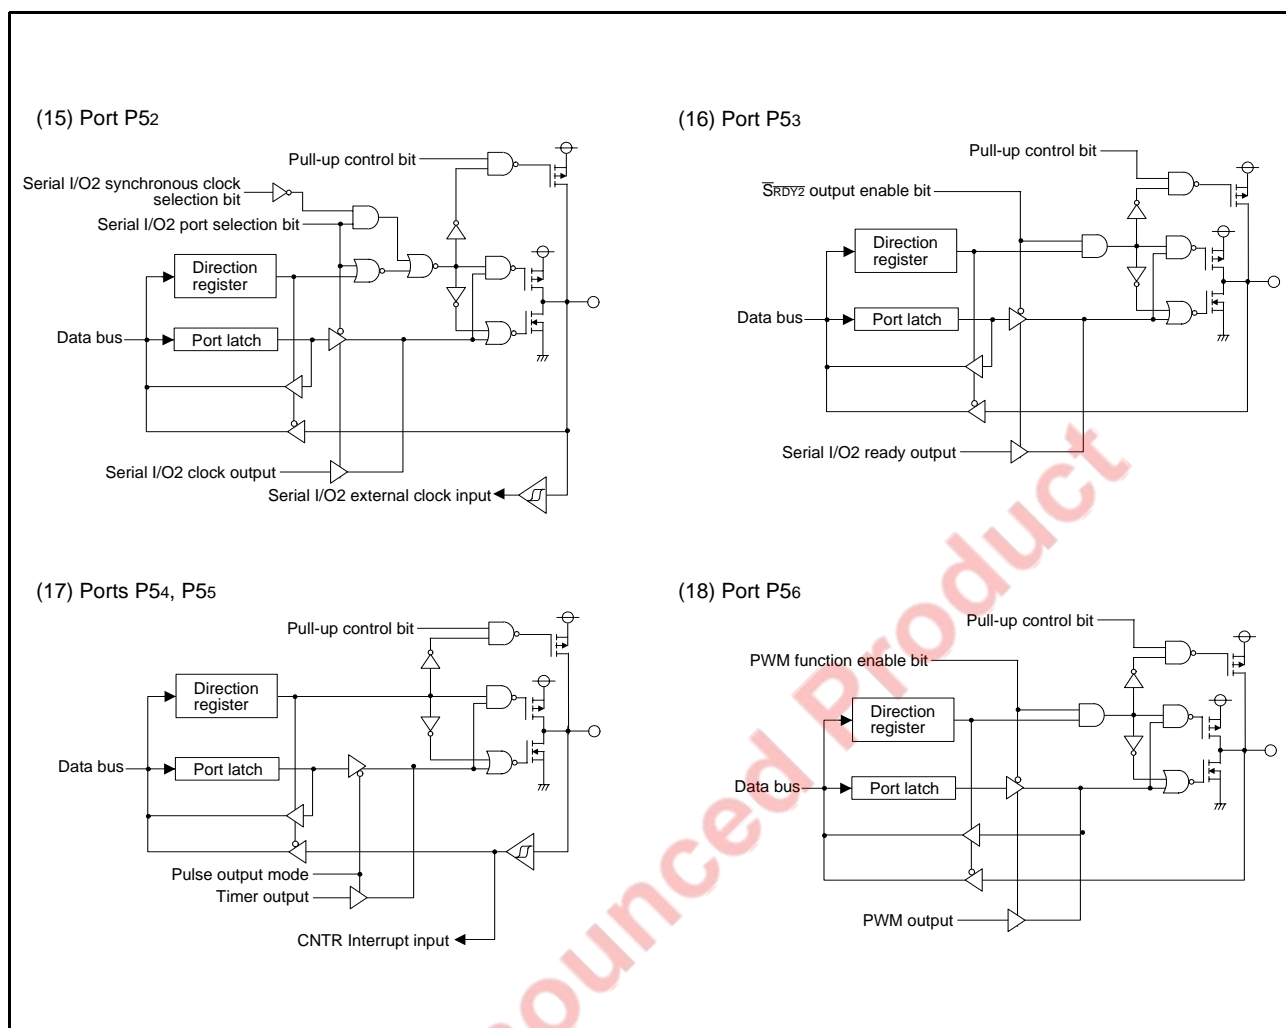 (15) Port P52
Pull-up control bit
Serial I/O2 synchronous clock
selection bit
Serial I/O2 port selection bit
Direction
register
Data bus
Port latch
Serial I/O2 clock output
Serial I/O2 external clock input
(16) Port P53
Pull-up control bit
SRDY2 output enable bit
Direction
register
Data bus
Port latch
Serial I/O2 ready output
(17) Ports P54, P55
Pull-up control bit
Direction
register
Data bus
Port latch
Pulse output mode
Timer output
CNTR Interrupt input
(18) Port P56
Pull-up control bit
PWM function enable bit
Direction
register
Data bus
Port latch
PWM output
ounced Product